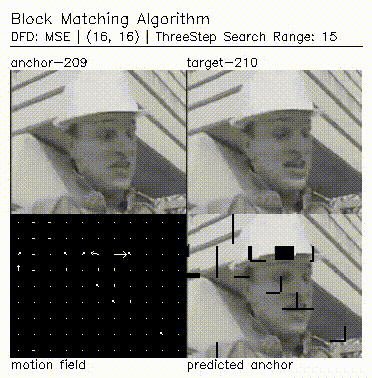 Block Matching Algorithm
DFD: MSE | (16, 16) | ThreeStep Search Range: 15
anchor-209
target-210
motion field
predicted anchor